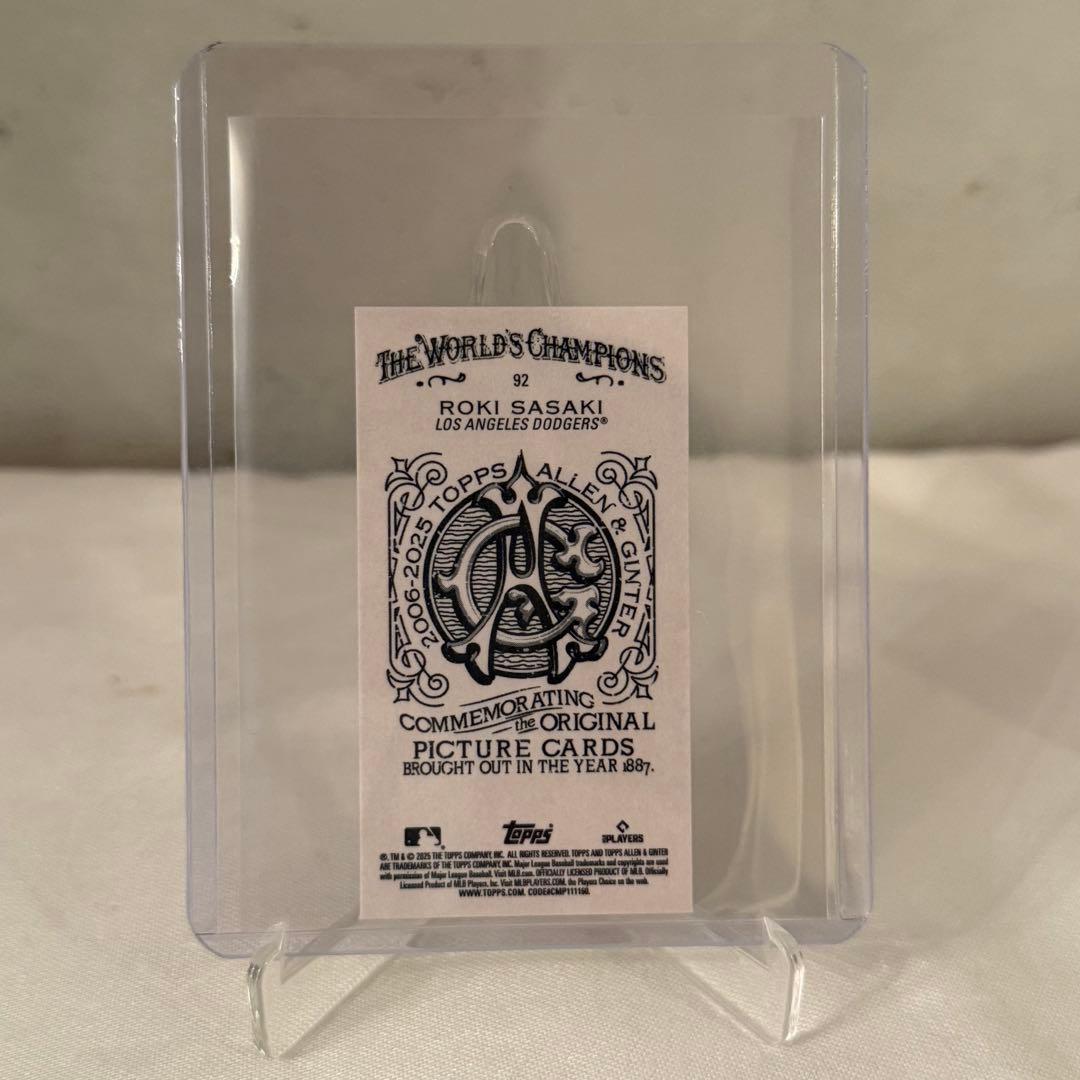 THE WORLD'S CHAMPIONS
92
ROKI SASAKI
LOS ANGELES DODGERS®
2006-2025 TOPPS ALLEN & GINTER
COMMEMORATING
the ORIGINAL
PICTURE CARDS
BROUGHT OUT IN THE YEAR 1887.
Topps
MLB PLAYERS
®, TM & © 2025 THE TOPPS COMPANY, INC. ALL RIGHTS RESERVED. TOPPS AND TOPPS ALLEN & GINTER
ARE TRADEMARKS OF THE TOPPS COMPANY, INC. Major League Baseball trademarks and copyrights are used
with permission of Major League Baseball. Visit MLB.com. OFFICIALLY LICENSED PRODUCT OF MLB. Officially
Licensed Product of MLB Players, Inc. Visit MLBPLAYERS.COM, the Players Choice on the web.
WWW.TOPPS.COM. CODE#CMP111160.